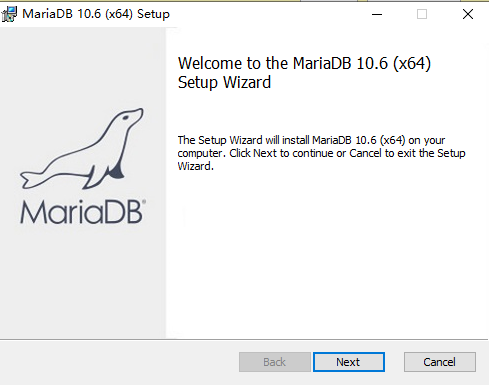 MariaDB 10.6 (x64) Setup
Welcome to the MariaDB 10.6 (x64)
Setup Wizard
The Setup Wizard will install MariaDB 10.6 (x64) on your
computer. Click Next to continue or Cancel to exit the Setup
Wizard.
MariaDB®
Back
Next
Cancel